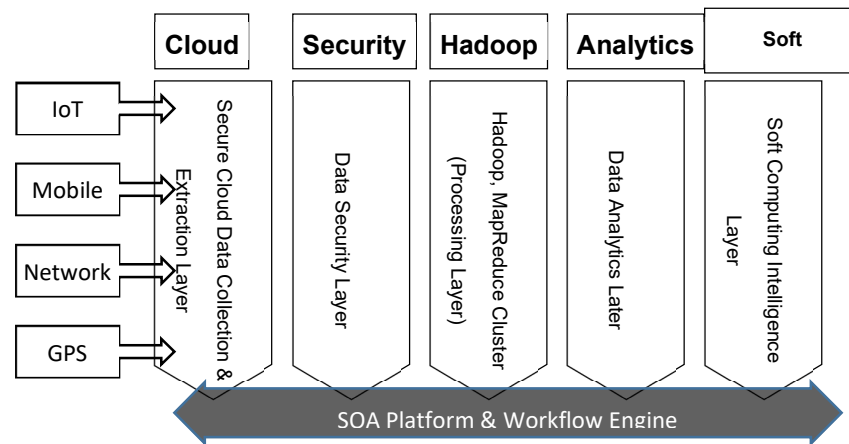 Cloud
Security
Hadoop
Analytics
Soft
IoT
Mobile
Network
GPS
Secure Cloud Data Collection &
Extraction Layer
Data Security Layer
Hadoop, MapReduce Cluster
(Processing Layer)
Data Analytics Later
Soft Computing Intelligence
Layer
SOA Platform & Workflow Engine